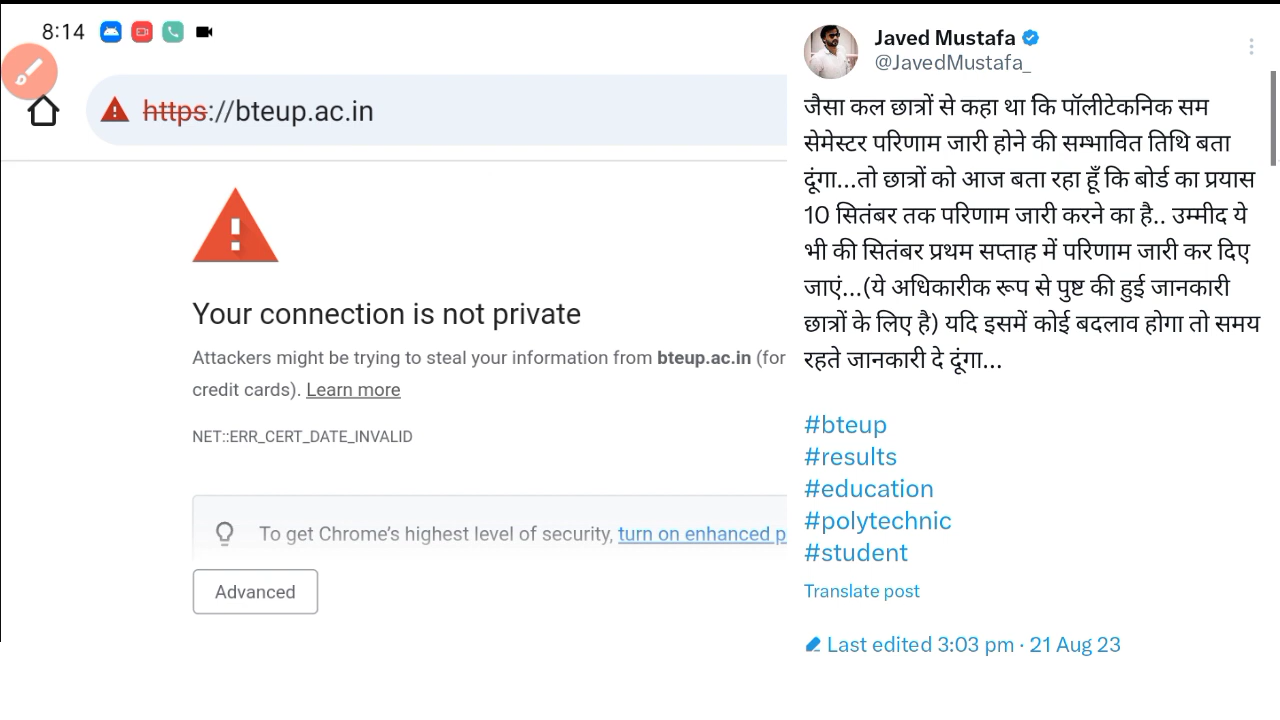 8:14
https://bteup.ac.in
Your connection is not private
Attackers might be trying to steal your information from bteup.ac.in (for
credit cards). Learn more
NET::ERR_CERT_DATE_INVALID
To get Chrome’s highest level of security, turn on enhanced p
Advanced
Javed Mustafa
@JavedMustafa_
जैसा कल छात्रों से कहा था कि पॉलीटेकनिक सम
सेमेस्टर परिणाम जारी होने की सम्भावित तिथि बता
दूंगा...तो छात्रों को आज बता रहा हूँ कि बोर्ड का प्रयास
10 सितंबर तक परिणाम जारी करने का है.. उम्मीद ये
भी की सितंबर प्रथम सप्ताह में परिणाम जारी कर दिए
जाएं...(ये अधिकारीक रूप से पुष्ट की हुई जानकारी
छात्रों के लिए है) यदि इसमें कोई बदलाव होगा तो समय
रहते जानकारी दे दूंगा...
#bteup
#results
#education
#polytechnic
#student
Translate post
Last edited 3:03 pm · 21 Aug 23